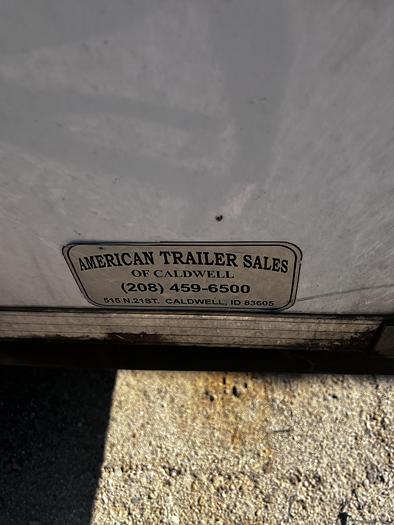 AMERICAN TRAILER SALES
OF CALDWELL
(208) 459-6500
515 N.21ST. CALDWELL, ID 83605